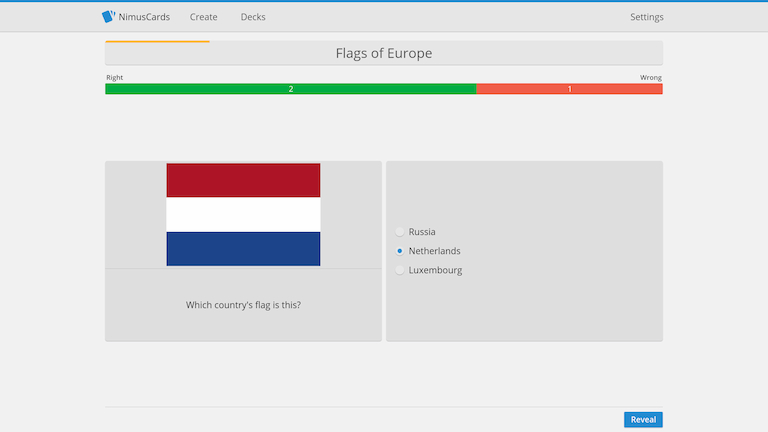 NimusCards Create Decks Settings
Flags of Europe
Right Wrong
2 1
Russia
Netherlands
Luxembourg
Which country's flag is this?
Reveal